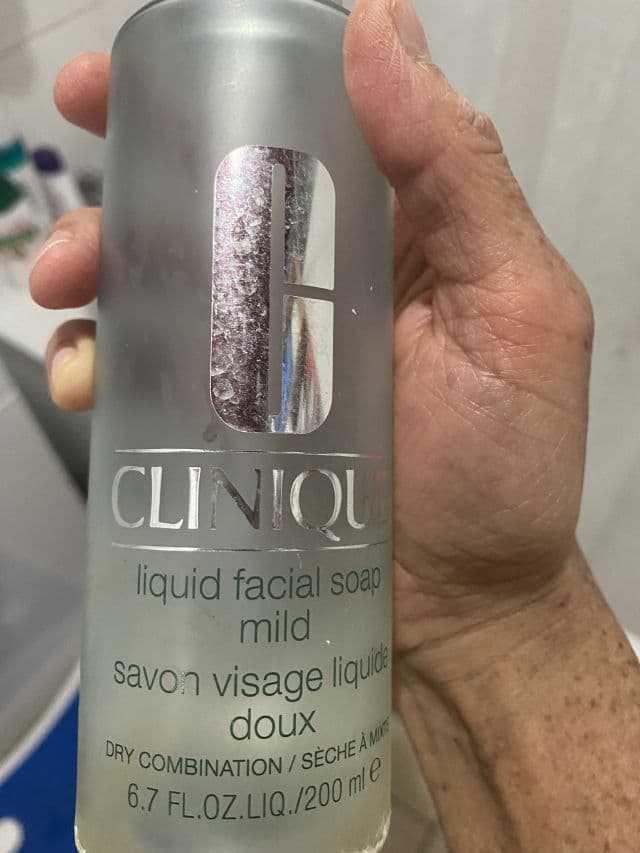 C
CLINIQUE
liquid facial soap
mild
savon visage liquide
doux
DRY COMBINATION / SÈCHE À MIXTE
6.7 FL.OZ.LIQ./200 ml ℮